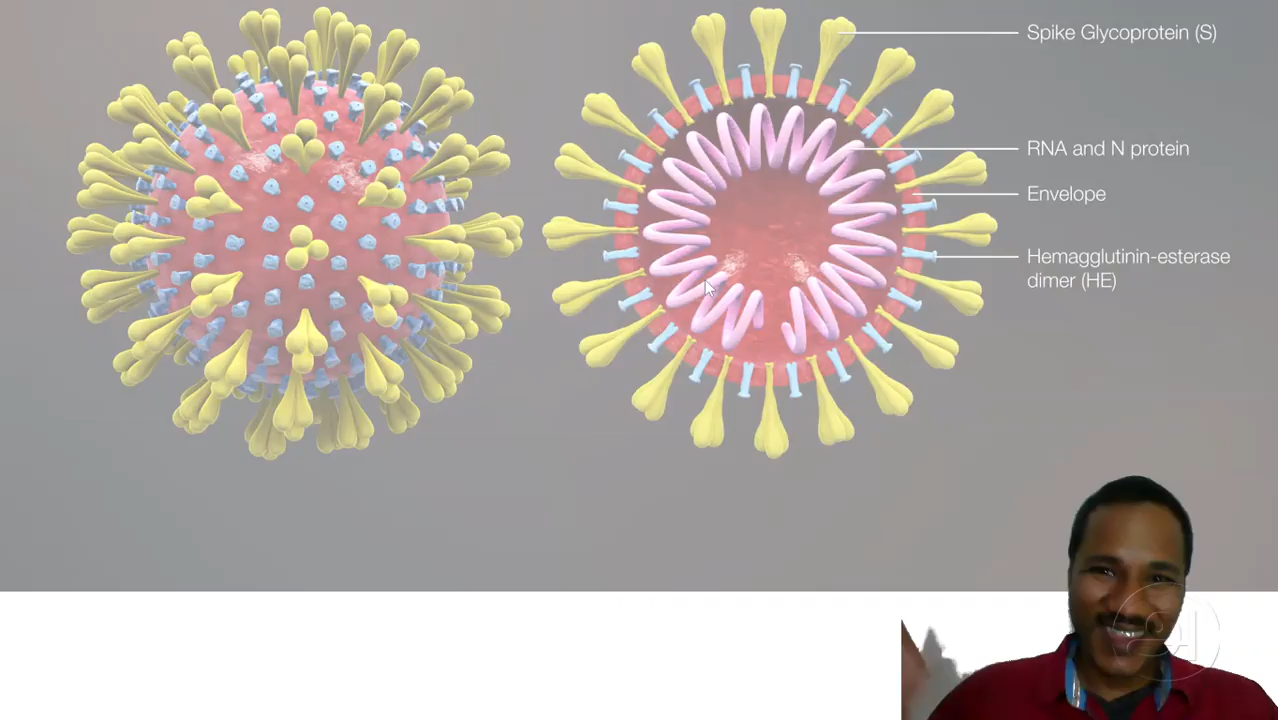 Spike Glycoprotein (S)
RNA and N protein
Envelope
Hemagglutinin-esterase
dimer (HE)